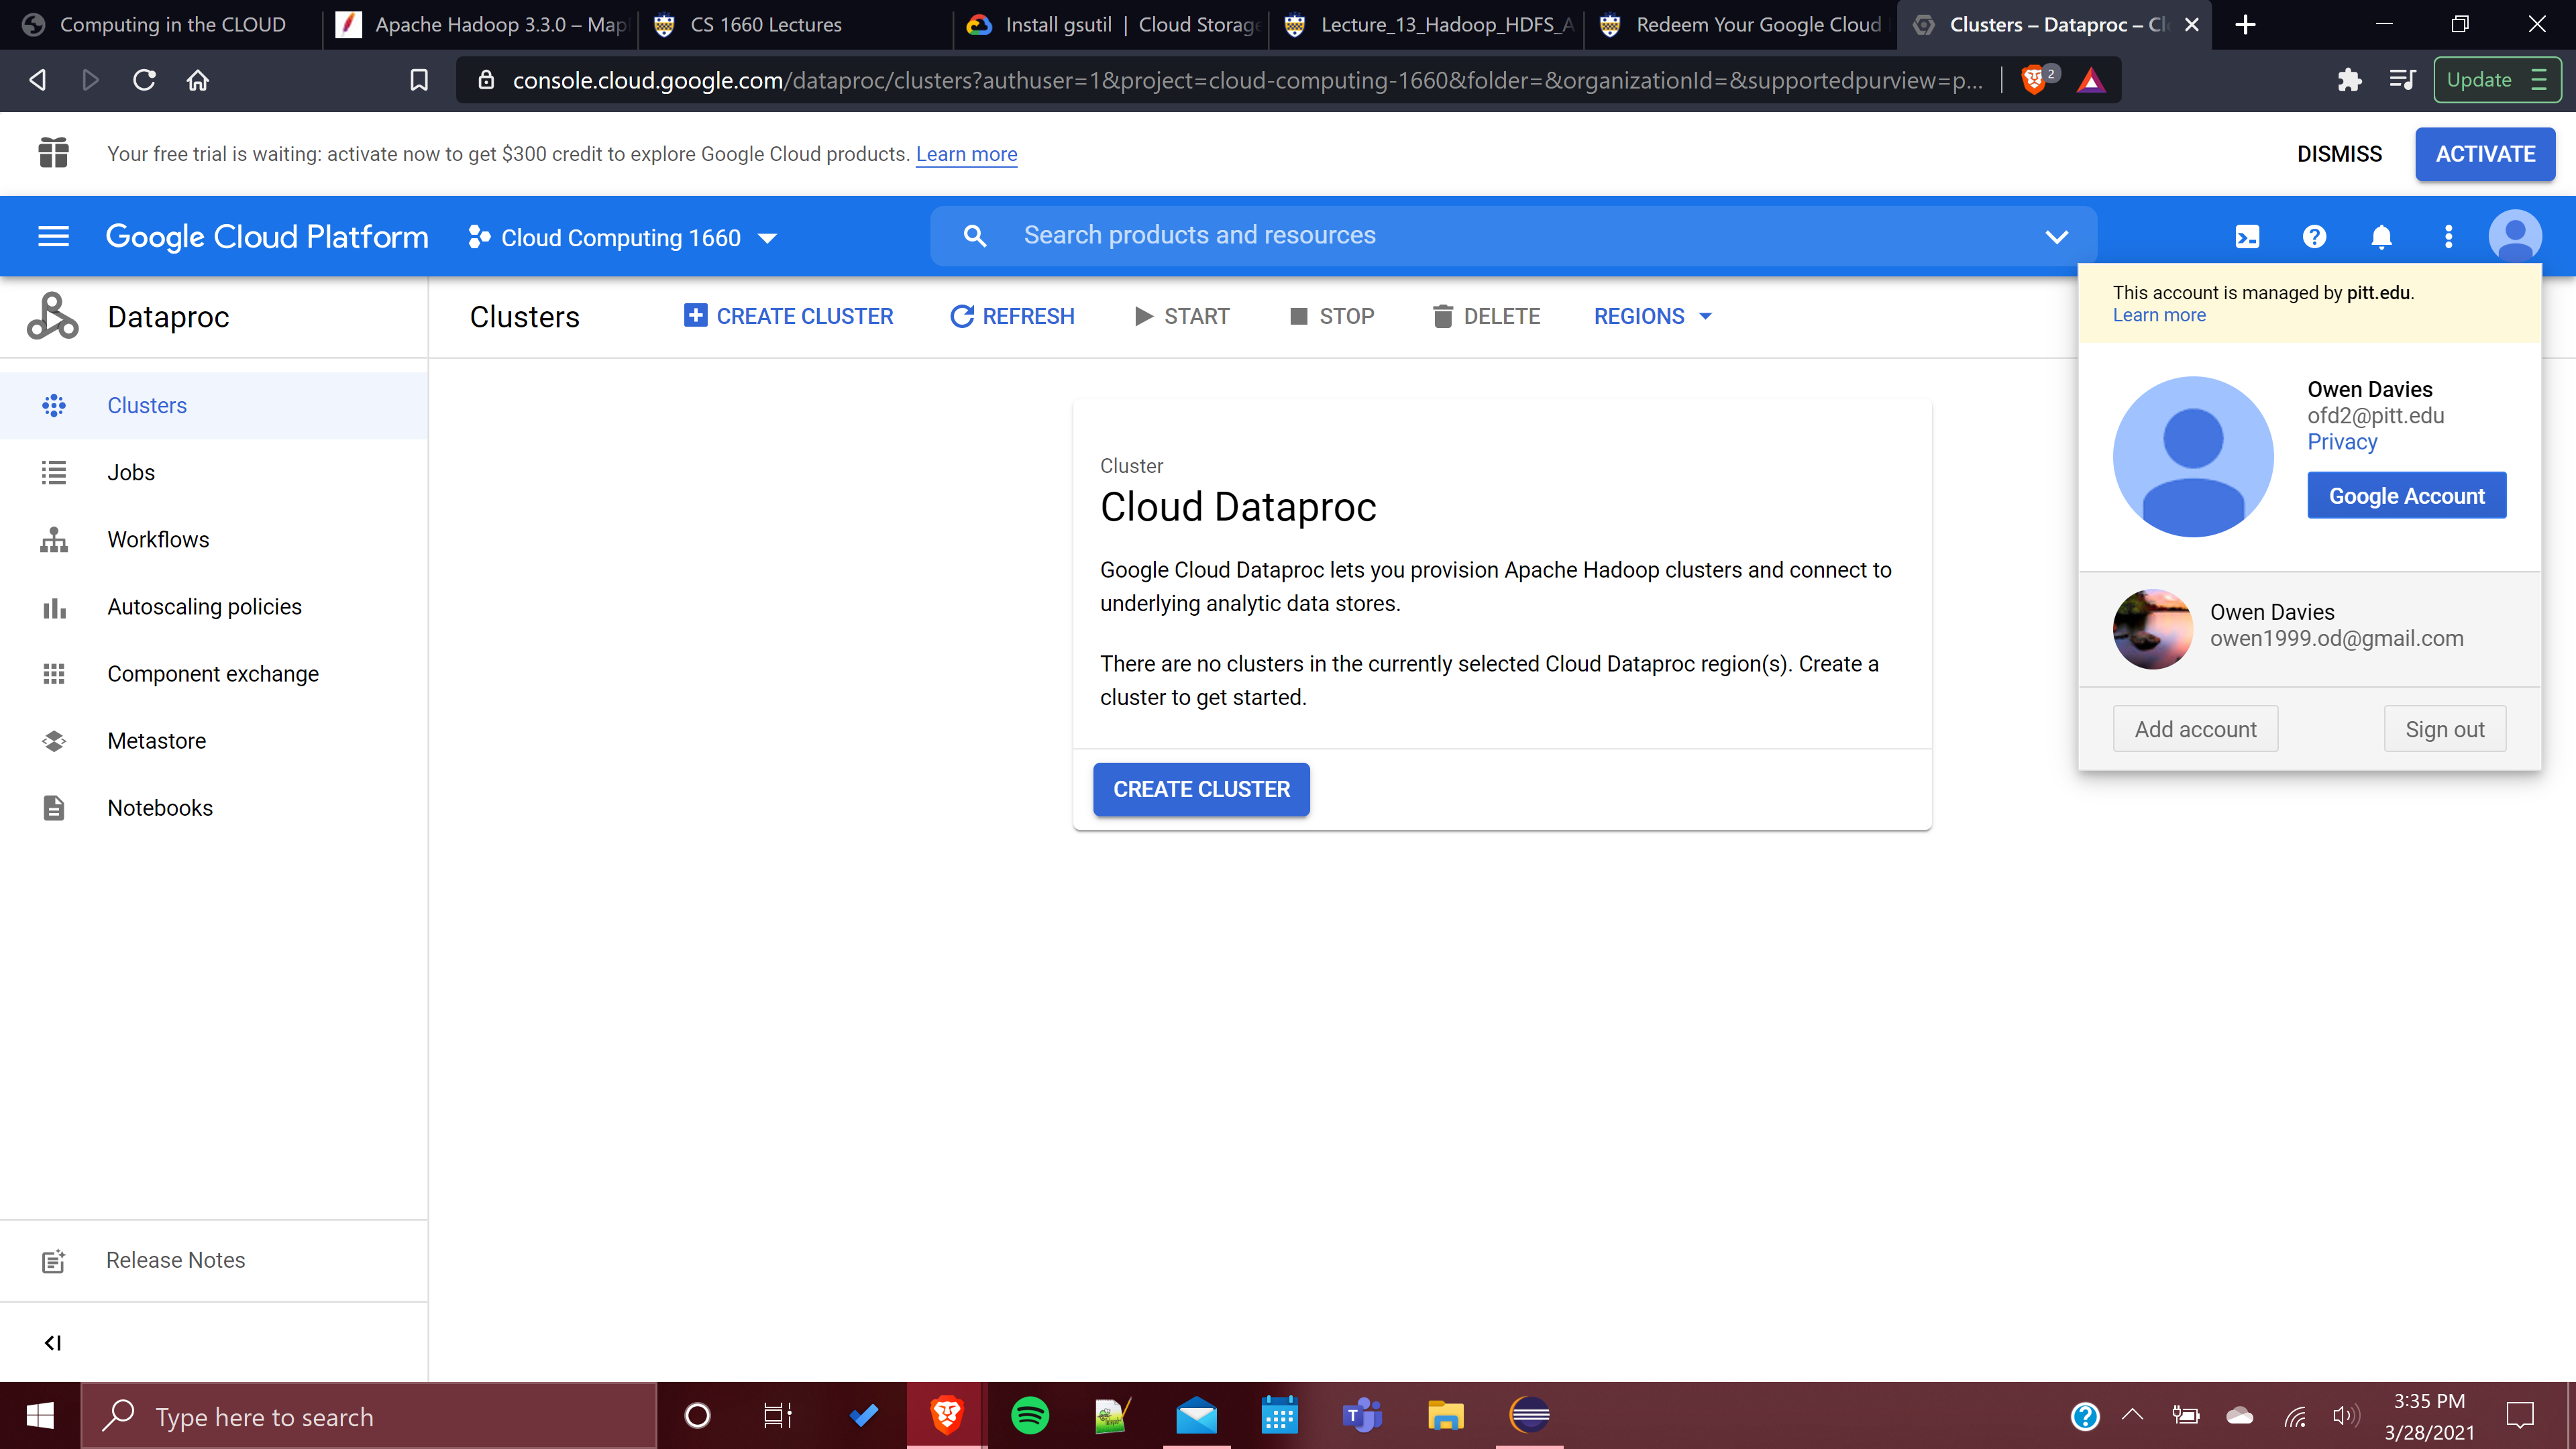 Computing in the CLOUD
Apache Hadoop 3.3.0 – Map
CS 1660 Lectures
Install gsutil | Cloud Storage
Lecture_13_Hadoop_HDFS_A
Redeem Your Google Cloud
Clusters – Dataproc – Cl
console.cloud.google.com/dataproc/clusters?authuser=1&project=cloud-computing-1660&folder=&organizationId=&supportedpurview=p...
2
Update
Your free trial is waiting: activate now to get $300 credit to explore Google Cloud products. Learn more
DISMISS
ACTIVATE
Google Cloud Platform
Cloud Computing 1660
Search products and resources
Dataproc
Clusters
CREATE CLUSTER
REFRESH
START
STOP
DELETE
REGIONS
This account is managed by pitt.edu.
Learn more
Owen Davies
ofd2@pitt.edu
Privacy
Google Account
Owen Davies
owen1999.od@gmail.com
Add account
Sign out
Clusters
Jobs
Workflows
Autoscaling policies
Component exchange
Metastore
Notebooks
Cluster
Cloud Dataproc
Google Cloud Dataproc lets you provision Apache Hadoop clusters and connect to
underlying analytic data stores.
There are no clusters in the currently selected Cloud Dataproc region(s). Create a
cluster to get started.
CREATE CLUSTER
Release Notes
Type here to search
3:35 PM
3/28/2021